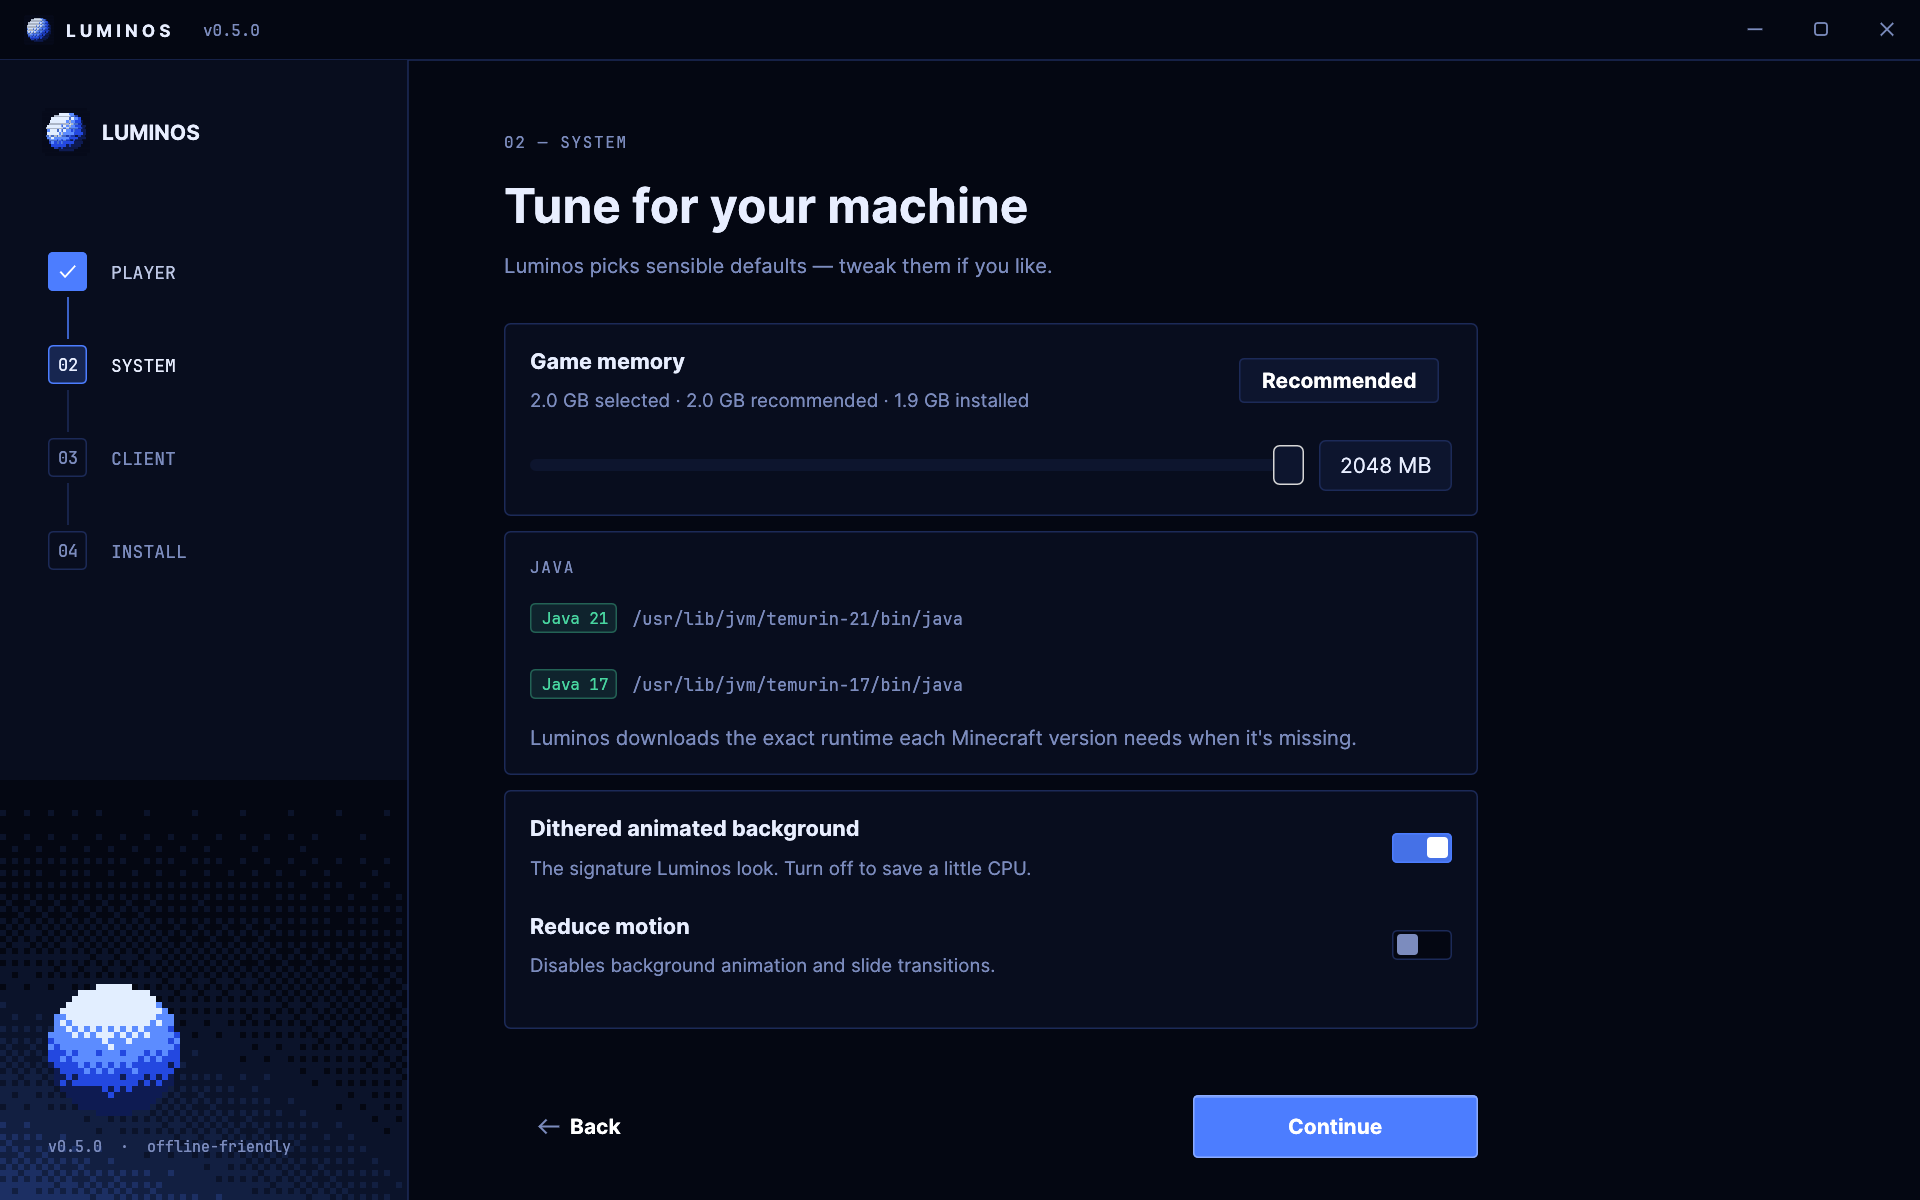 LUMINOS v0.5.0
LUMINOS
PLAYER
02 SYSTEM
03 CLIENT
04 INSTALL
v0.5.0 · offline-friendly
02 — SYSTEM
Tune for your machine
Luminos picks sensible defaults — tweak them if you like.
Game memory
2.0 GB selected · 2.0 GB recommended · 1.9 GB installed
Recommended
2048 MB
JAVA
Java 21 /usr/lib/jvm/temurin-21/bin/java
Java 17 /usr/lib/jvm/temurin-17/bin/java
Luminos downloads the exact runtime each Minecraft version needs when it's missing.
Dithered animated background
The signature Luminos look. Turn off to save a little CPU.
Reduce motion
Disables background animation and slide transitions.
Back
Continue